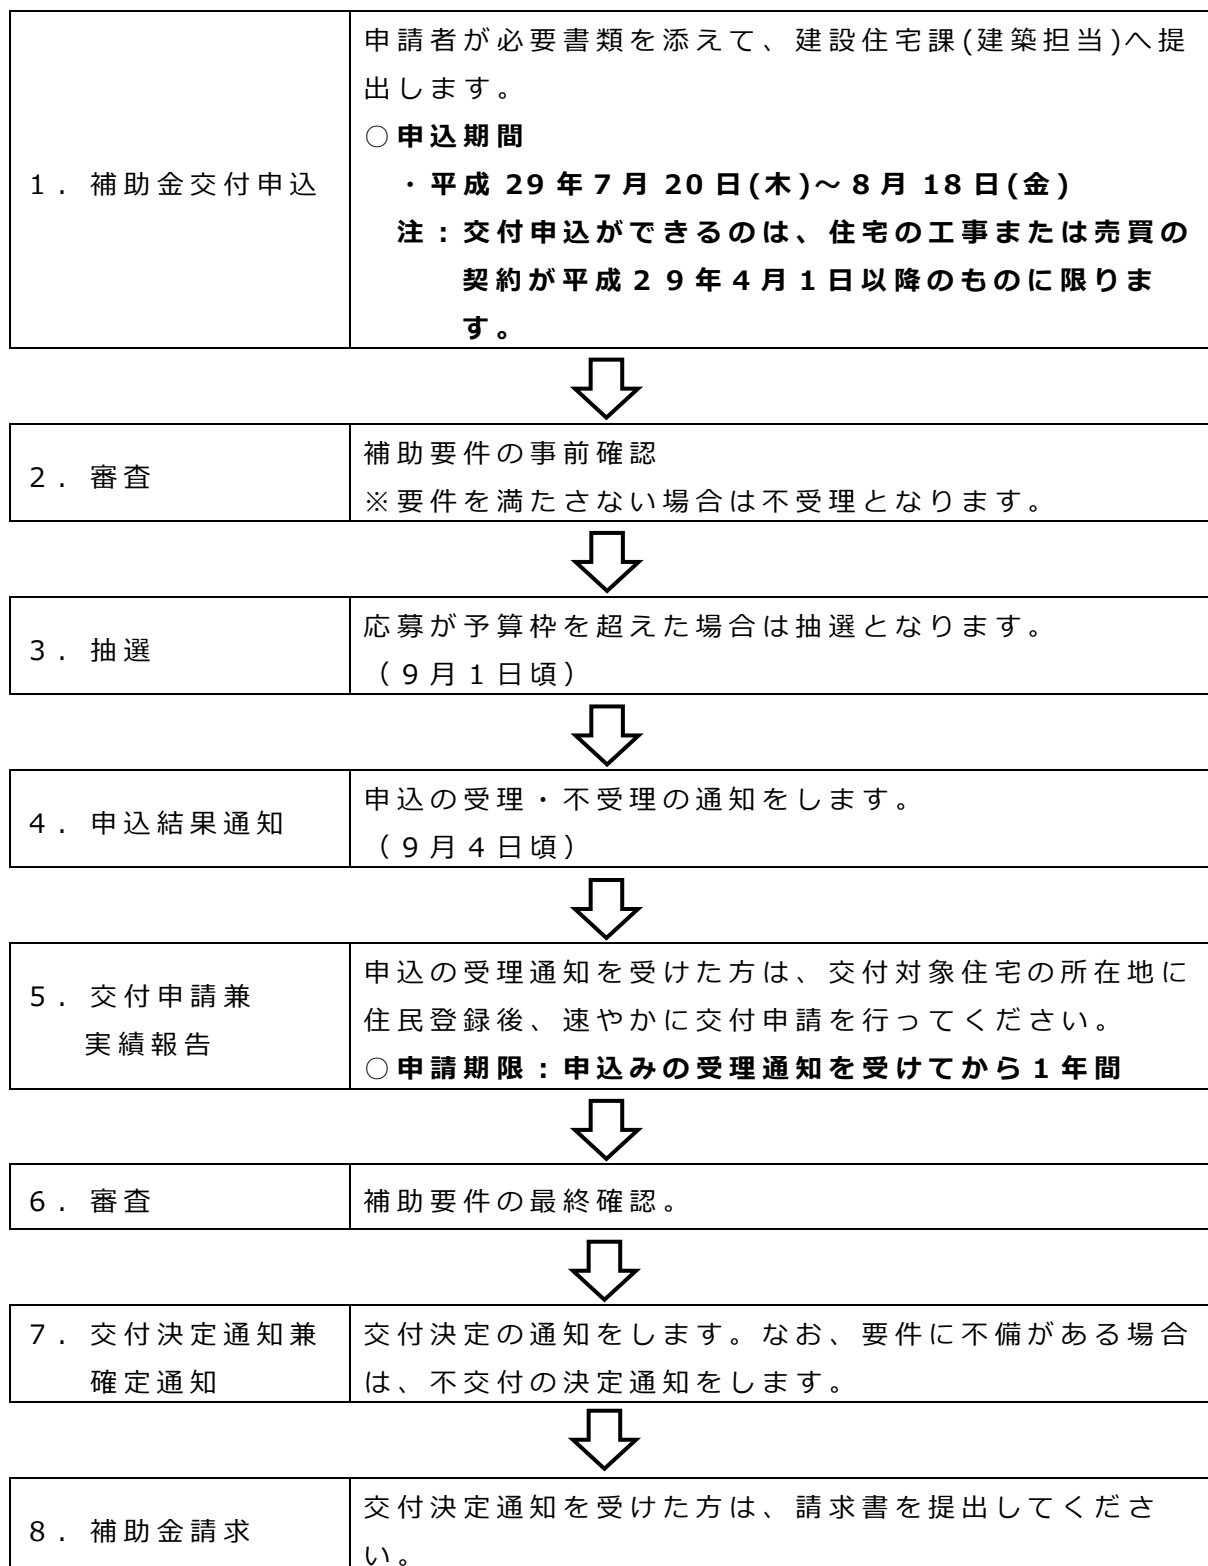 1．補助金交付申込
申請者が必要書類を添えて、建設住宅課(建築担当)へ提
出します。
○申込期間
・平成 29 年７月 20 日(木)～８月 18 日(金)
注：交付申込ができるのは、住宅の工事または売買の
契約が平成２９年４月１日以降のものに限りま
す。
2．審査
補助要件の事前確認
※要件を満たさない場合は不受理となります。
3．抽選
応募が予算枠を超えた場合は抽選となります。
（９月１日頃）
4．申込結果通知
申込の受理・不受理の通知をします。
（９月４日頃）
5．交付申請兼
実績報告
申込の受理通知を受けた方は、交付対象住宅の所在地に
住民登録後、速やかに交付申請を行ってください。
○申請期限：申込みの受理通知を受けてから１年間
6．審査
補助要件の最終確認。
7．交付決定通知兼
確定通知
交付決定の通知をします。なお、要件に不備がある場合
は、不交付の決定通知をします。
8．補助金請求
交付決定通知を受けた方は、請求書を提出してくださ
い。